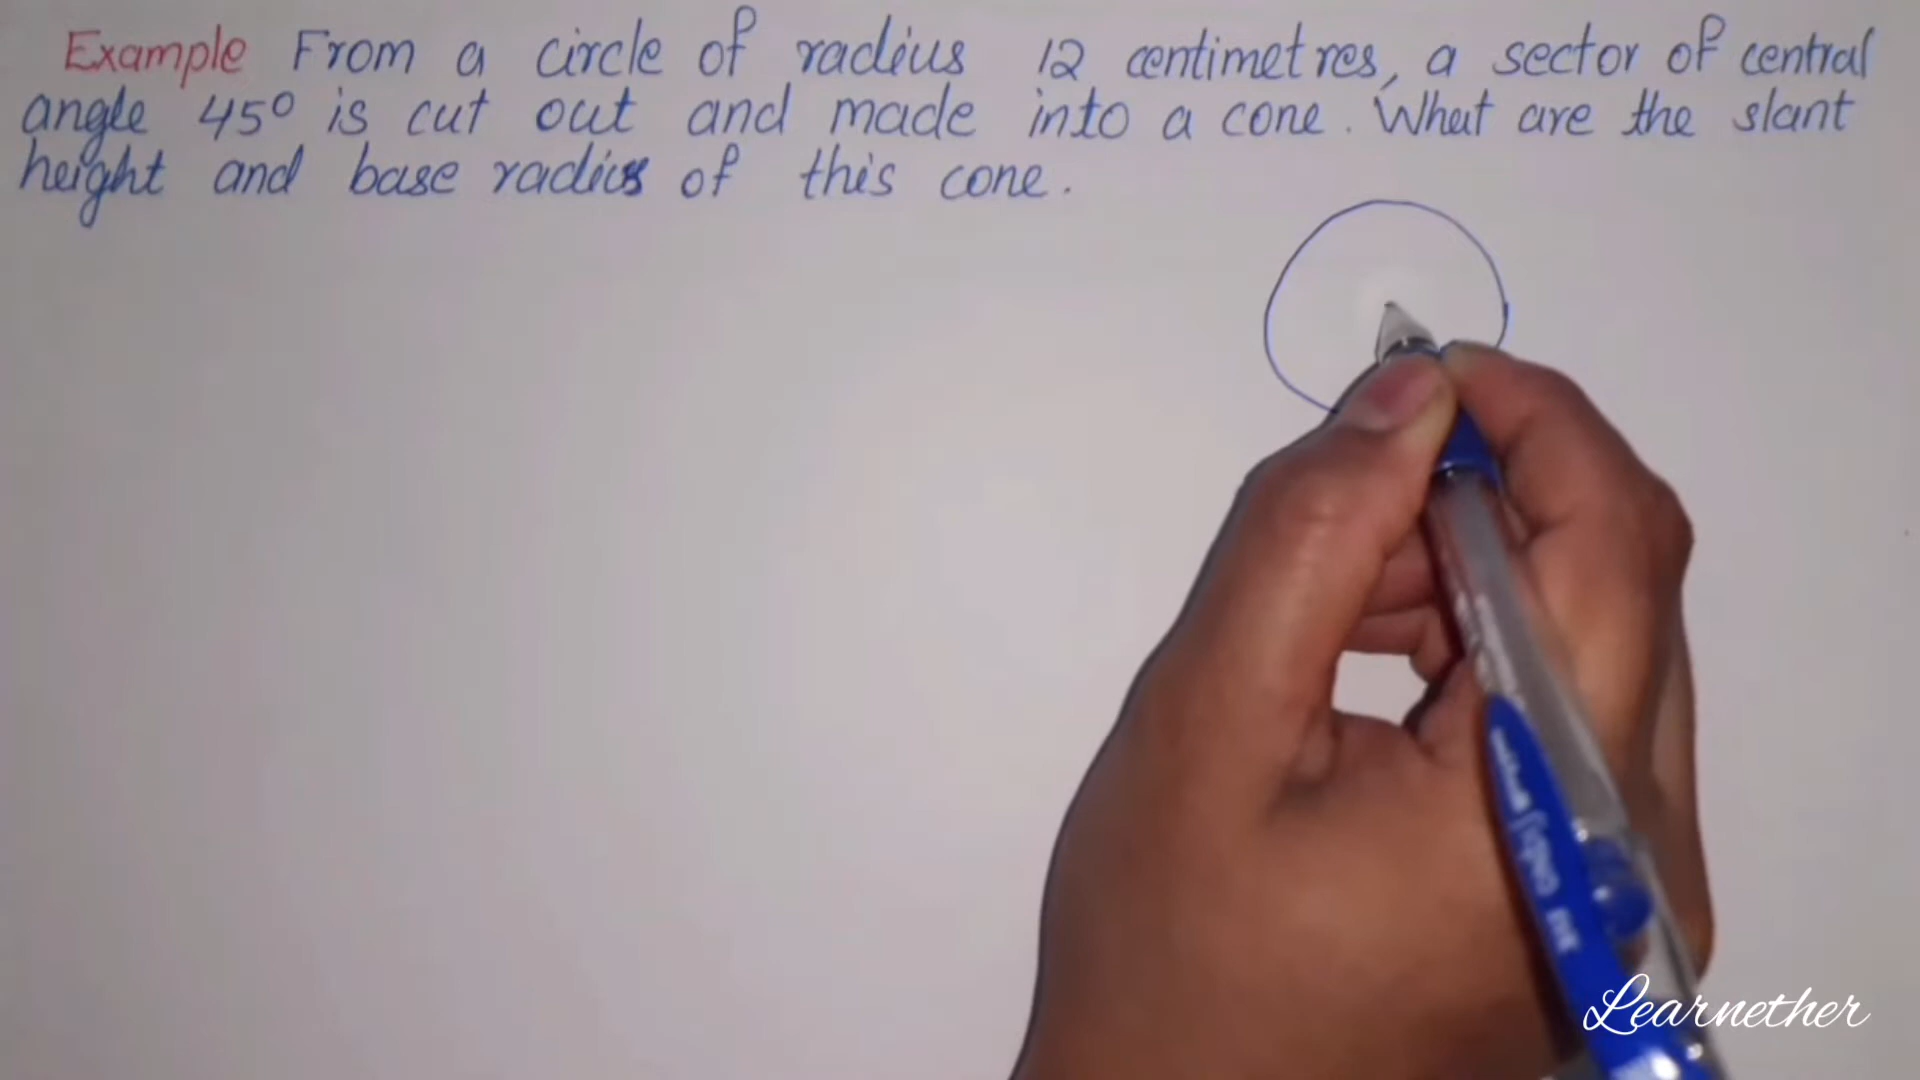 Example From a circle of radius 12 centimetres, a sector of central
angle 45° is cut out and made into a cone. What are the slant
height and base radius of this cone.
Learnether